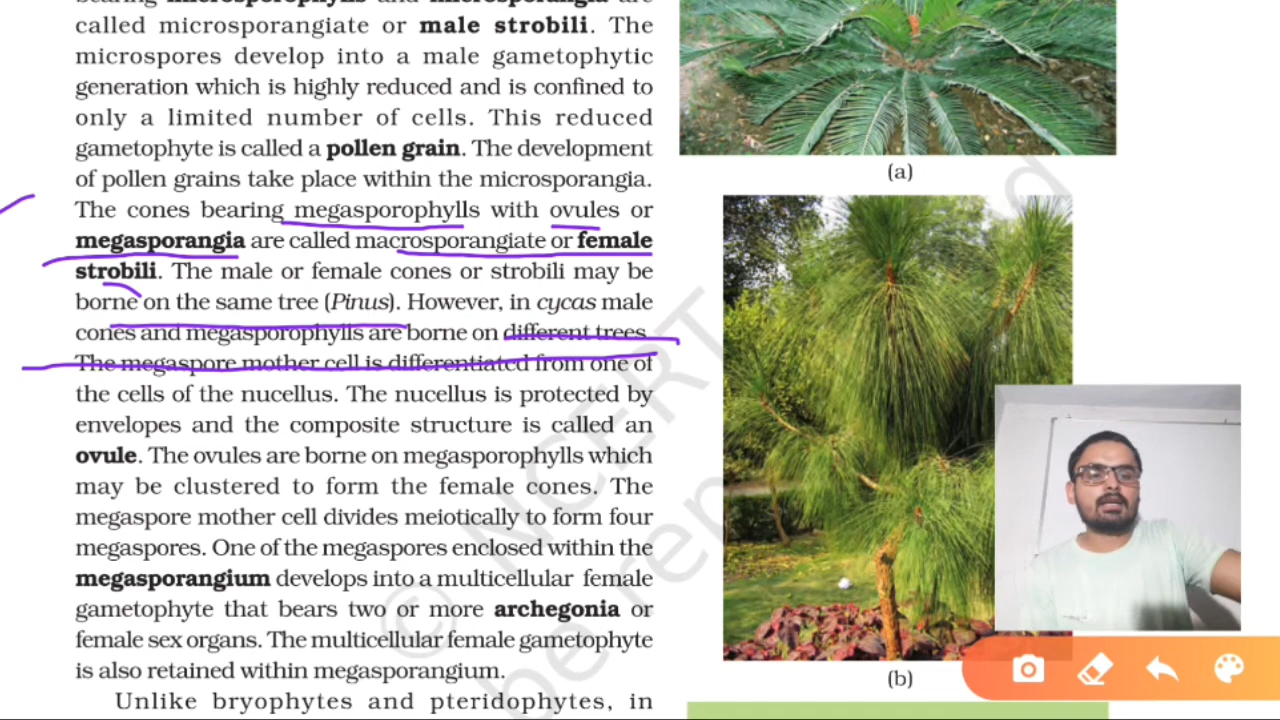 bearing microsporophylls and microsporangia are
called microsporangiate or male strobili. The
microspores develop into a male gametophytic
generation which is highly reduced and is confined to
only a limited number of cells. This reduced
gametophyte is called a pollen grain. The development
of pollen grains take place within the microsporangia.
The cones bearing megasporophylls with ovules or
megasporangia are called macrosporangiate or female
strobili. The male or female cones or strobili may be
borne on the same tree (Pinus). However, in cycas male
cones and megasporophylls are borne on different trees.
The megaspore mother cell is differentiated from one of
the cells of the nucellus. The nucellus is protected by
envelopes and the composite structure is called an
ovule. The ovules are borne on megasporophylls which
may be clustered to form the female cones. The
megaspore mother cell divides meiotically to form four
megaspores. One of the megaspores enclosed within the
megasporangium develops into a multicellular female
gametophyte that bears two or more archegonia or
female sex organs. The multicellular female gametophyte
is also retained within megasporangium.
Unlike bryophytes and pteridophytes, in
(a)
(b)
© NCERT
be rep
d